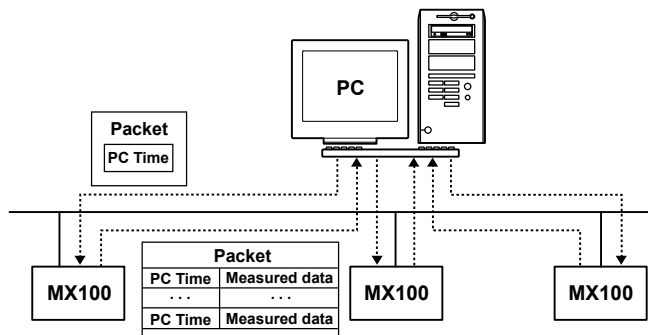 PC
Packet
PC Time
Packet
PC Time Measured data
... ...
PC Time Measured data
MX100
MX100
MX100